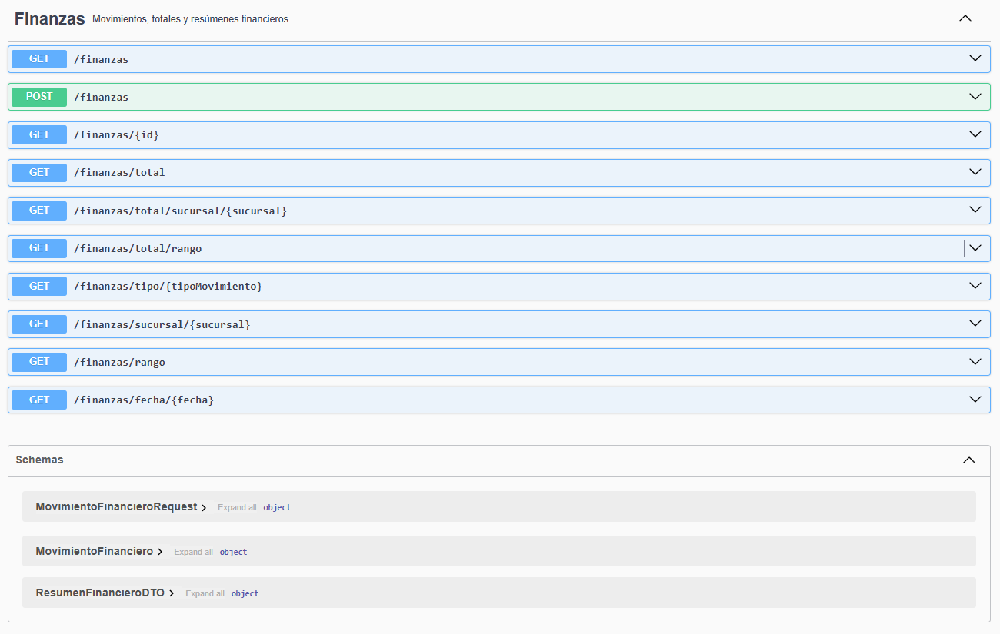 Finanzas Movimientos, totales y resúmenes financieros
GET /finanzas
POST /finanzas
GET /finanzas/{id}
GET /finanzas/total
GET /finanzas/total/sucursal/{sucursal}
GET /finanzas/total/rango
GET /finanzas/tipo/{tipoMovimiento}
GET /finanzas/sucursal/{sucursal}
GET /finanzas/rango
GET /finanzas/fecha/{fecha}
Schemas
MovimientoFinancieroRequest Expand all object
MovimientoFinanciero Expand all object
ResumenFinancieroDTO Expand all object